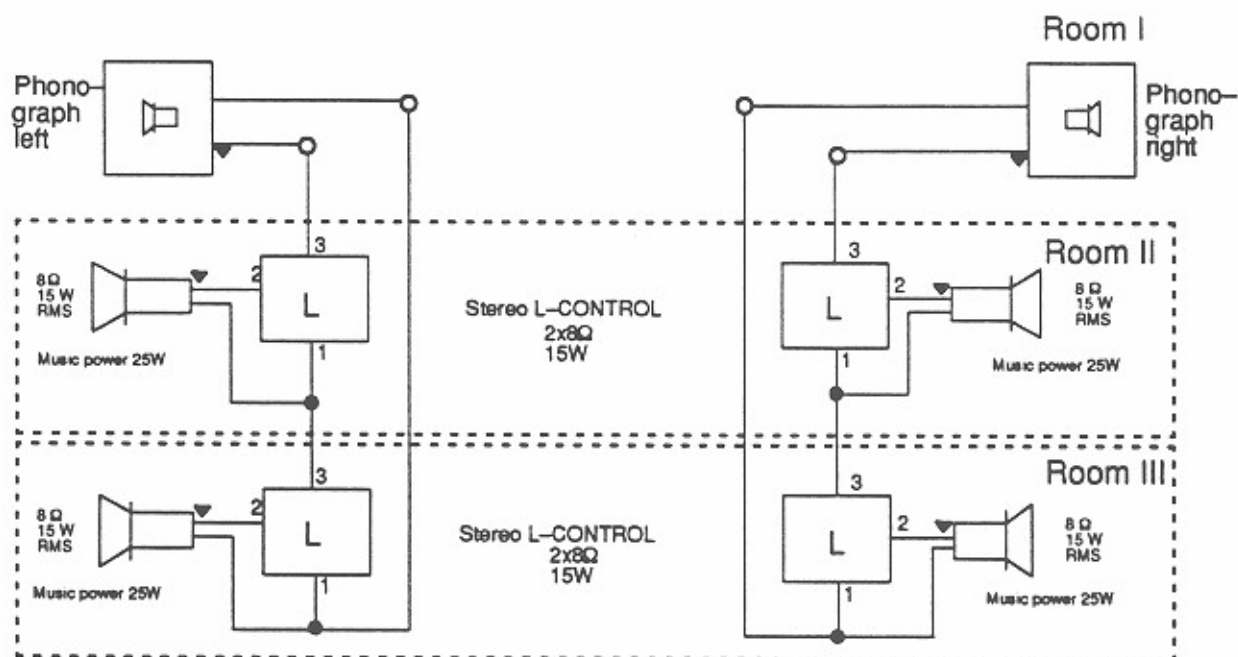 Room I
Phono–
graph
left
Phono–
graph
right
Room II
3
2
L
1
8Ω
15 W
RMS
Music power 25W
Stereo L–CONTROL
2x8Ω
15W
3
2
L
1
8Ω
15 W
RMS
Music power 25W
Room III
3
2
L
1
8Ω
15 W
RMS
Music power 25W
Stereo L–CONTROL
2x8Ω
15W
3
2
L
1
8Ω
15 W
RMS
Music power 25W